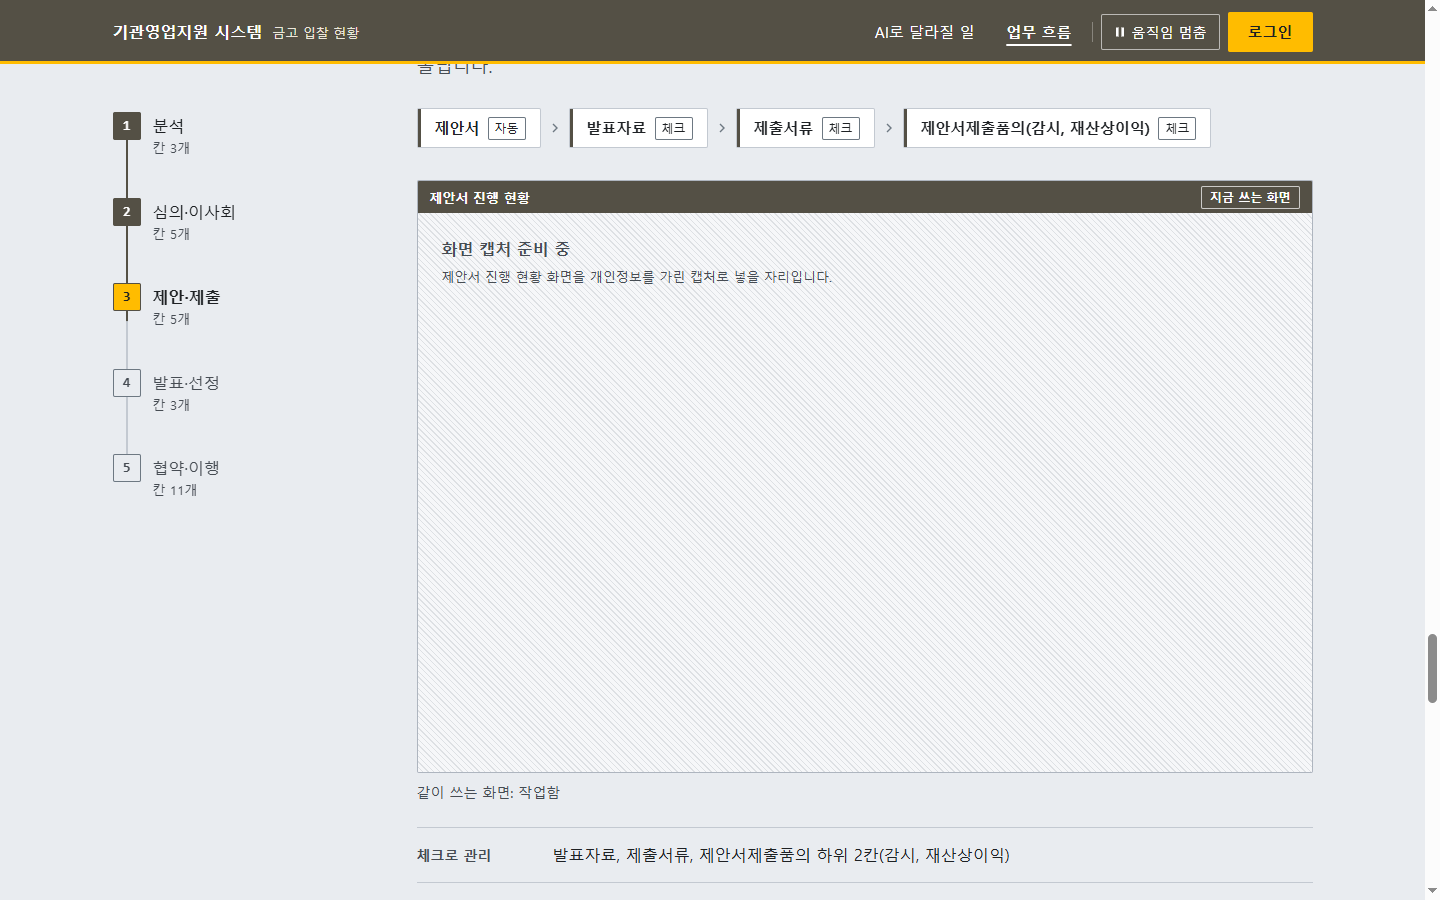 기관영업지원 시스템 금고 입찰 현황
AI로 달라질 일 업무 흐름 움직임 멈춤 로그인
1 분석
칸 3개
2 심의·이사회
칸 5개
3 제안·제출
칸 5개
4 발표·선정
칸 3개
5 협약·이행
칸 11개
제안서 자동 > 발표자료 체크 > 제출서류 체크 > 제안서제출품의(감시, 재산상이익) 체크
제안서 진행 현황 지금 쓰는 화면
화면 캡처 준비 중
제안서 진행 현황 화면을 개인정보를 가린 캡처로 넣을 자리입니다.
같이 쓰는 화면: 작업함
체크로 관리 발표자료, 제출서류, 제안서제출품의 하위 2칸(감시, 재산상이익)